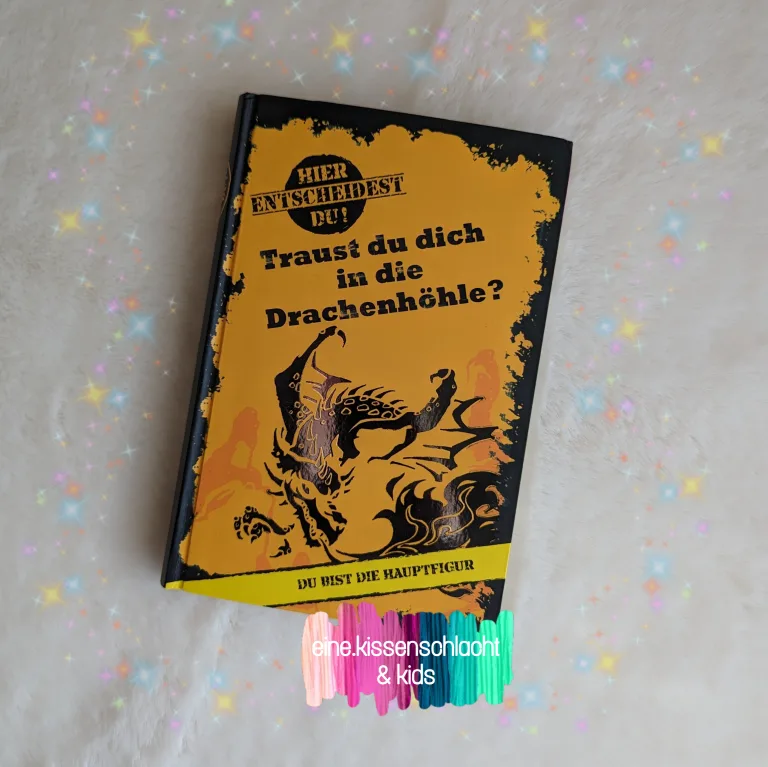 HIER
ENTSCHEIDEST
DU!
Traust du dich
in die
Drachenhöhle?
DU BIST DIE HAUPTFIGUR
eine.kissenschlacht
& kids